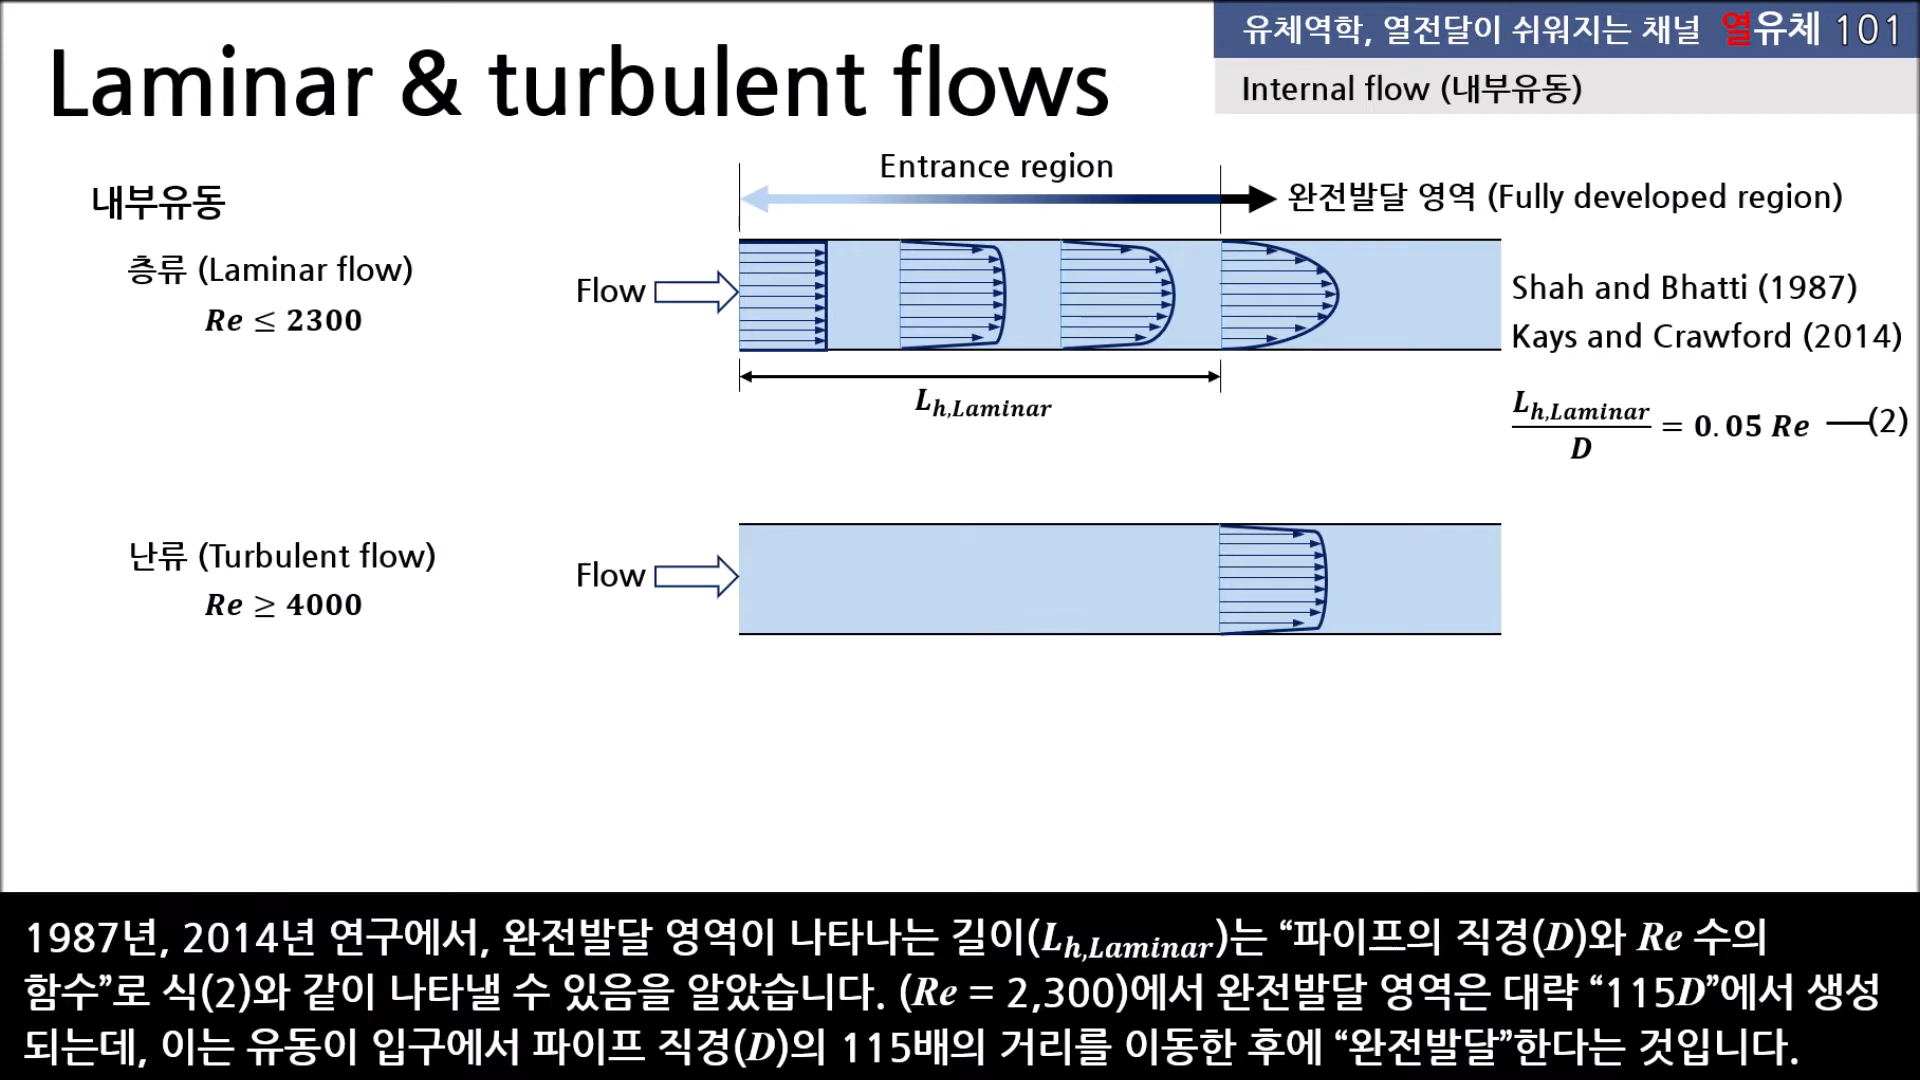 유체역학, 열전달이 쉬워지는 채널 열유체 101
Laminar & turbulent flows
Internal flow (내부유동)
Entrance region
내부유동
완전발달 영역 (Fully developed region)
층류 (Laminar flow)
Re ≤ 2300
Flow
Shah and Bhatti (1987)
Kays and Crawford (2014)
L_{h,Laminar}
L_{h,Laminar}/D = 0.05 Re —(2)
난류 (Turbulent flow)
Re ≥ 4000
Flow
1987년, 2014년 연구에서, 완전발달 영역이 나타나는 길이(L_{h,Laminar})는 “파이프의 직경(D)와 Re 수의
함수”로 식(2)와 같이 나타낼 수 있음을 알았습니다. (Re = 2,300)에서 완전발달 영역은 대략 “115D”에서 생성
되는데, 이는 유동이 입구에서 파이프 직경(D)의 115배의 거리를 이동한 후에 “완전발달”한다는 것입니다.